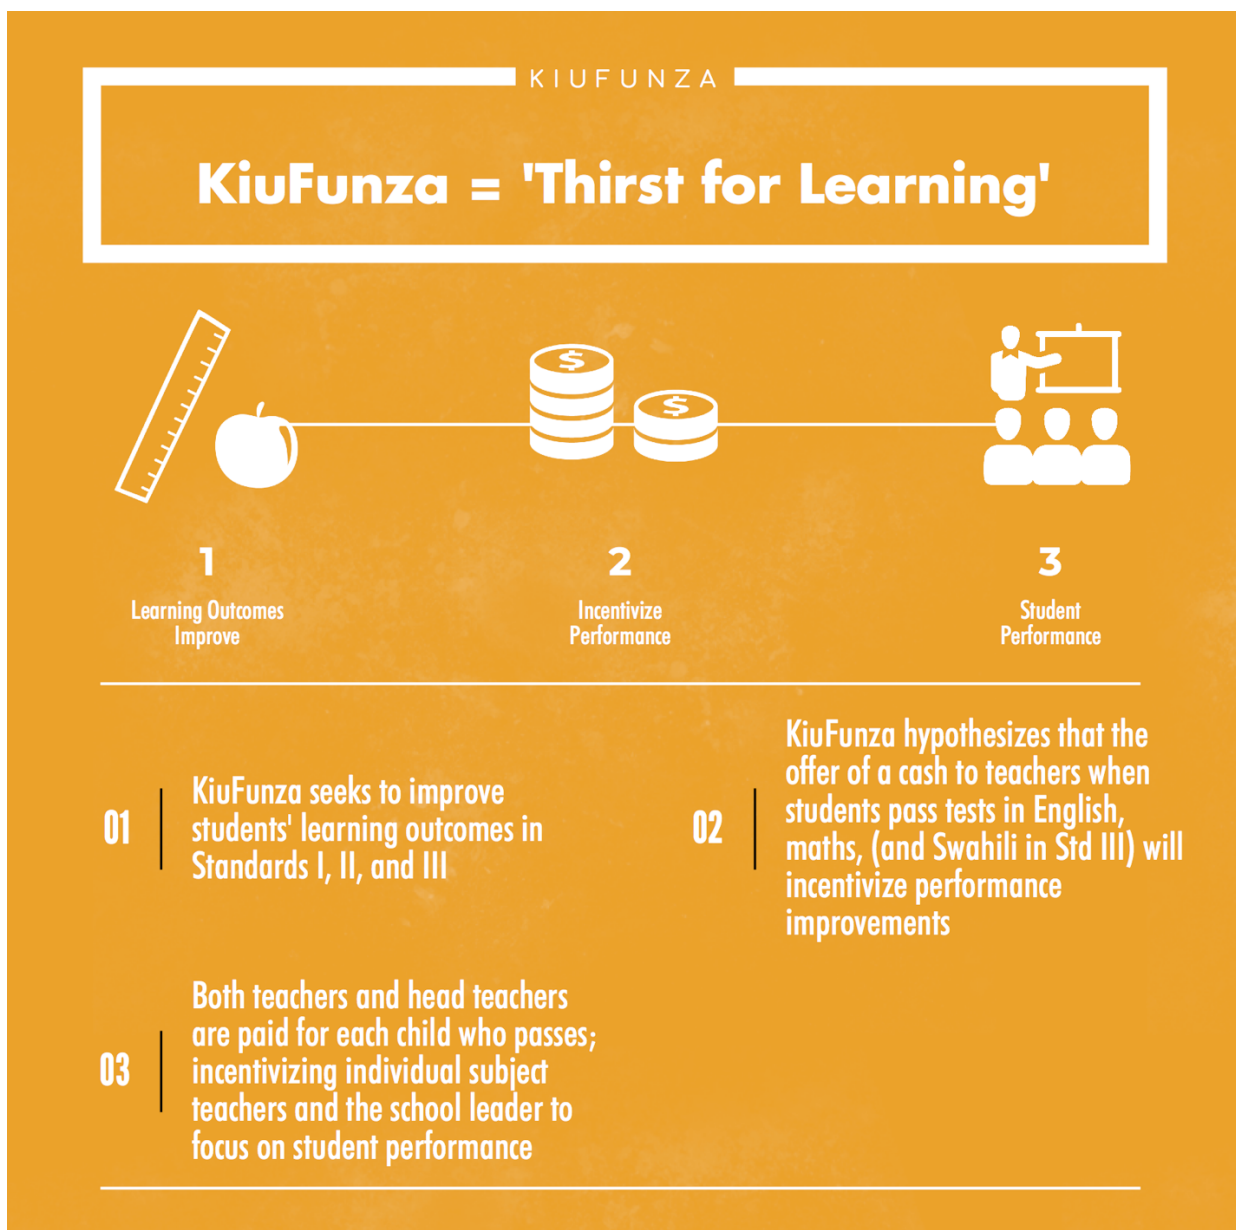 KIUFUNZA
KiuFunza = 'Thirst for Learning'
$
$
1
Learning Outcomes
Improve
2
Incentivize
Performance
3
Student
Performance
01
KiuFunza seeks to improve
students' learning outcomes in
Standards I, II, and III
02
KiuFunza hypothesizes that the
offer of a cash to teachers when
students pass tests in English,
maths, (and Swahili in Std III) will
incentivize performance
improvements
03
Both teachers and head teachers
are paid for each child who passes;
incentivizing individual subject
teachers and the school leader to
focus on student performance